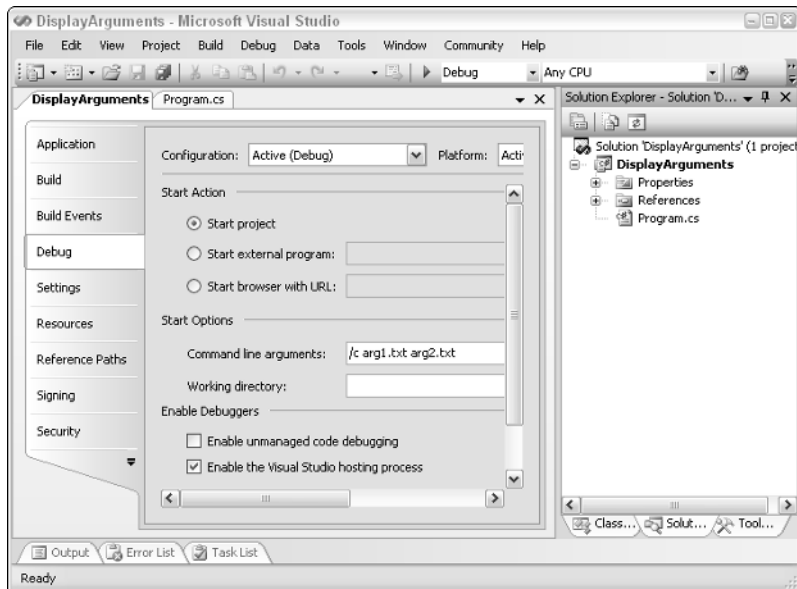 DisplayArguments - Microsoft Visual Studio
File Edit View Project Build Debug Data Tools Window Community Help
Debug Any CPU
DisplayArguments Program.cs
Application
Build
Build Events
Debug
Settings
Resources
Reference Paths
Signing
Security
Configuration: Active (Debug) Platform: Acti
Start Action
Start project
Start external program:
Start browser with URL:
Start Options
Command line arguments: /c arg1.txt arg2.txt
Working directory:
Enable Debuggers
Enable unmanaged code debugging
Enable the Visual Studio hosting process
Solution Explorer - Solution 'D...
Solution 'DisplayArguments' (1 project
DisplayArguments
Properties
References
Program.cs
Class... Solut... Tool...
Output Error List Task List
Ready